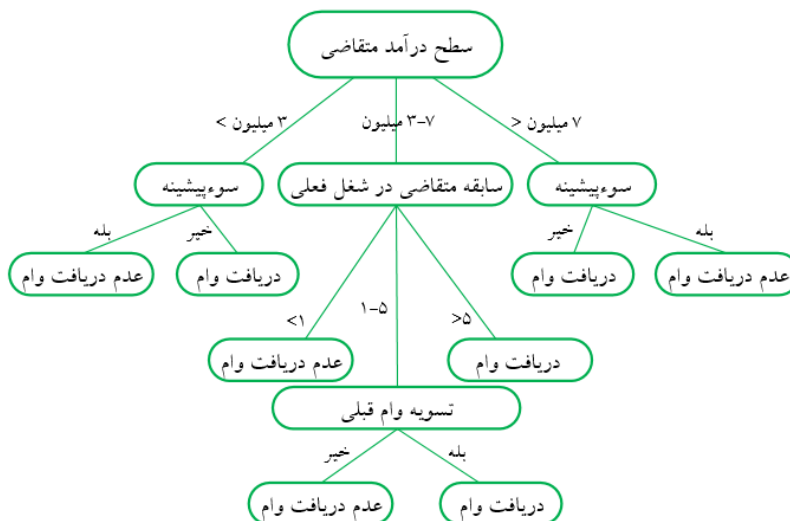 سطح درآمد متقاضی
۷ میلیون <
۳-۷ میلیون
۳ میلیون >
سوءپیشینه
سابقه متقاضی در شغل فعلی
سوءپیشینه
بله
خیر
خیر
بله
عدم دریافت وام
دریافت وام
دریافت وام
عدم دریافت وام
>۵
۱-۵
<۱
دریافت وام
عدم دریافت وام
تسویه وام قبلی
بله
خیر
دریافت وام
عدم دریافت وام